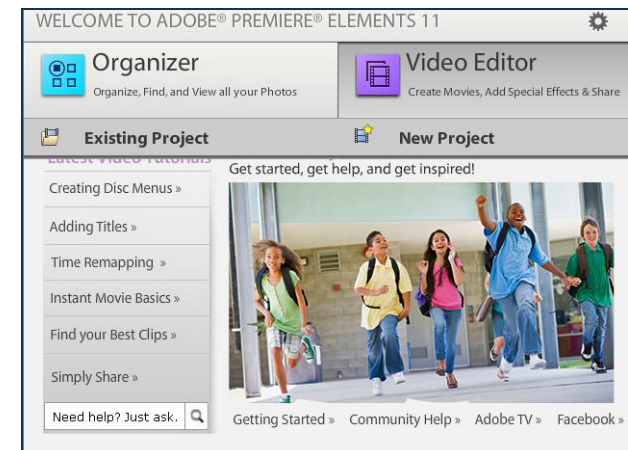 WELCOME TO ADOBE® PREMIERE® ELEMENTS 11
Organizer
Organize, Find, and View all your Photos
Video Editor
Create Movies, Add Special Effects & Share
Existing Project
New Project
Latest Video Tutorials
Get started, get help, and get inspired!
Creating Disc Menus »
Adding Titles »
Time Remapping »
Instant Movie Basics »
Find your Best Clips »
Simply Share »
Need help? Just ask.
Getting Started » Community Help » Adobe TV » Facebook »